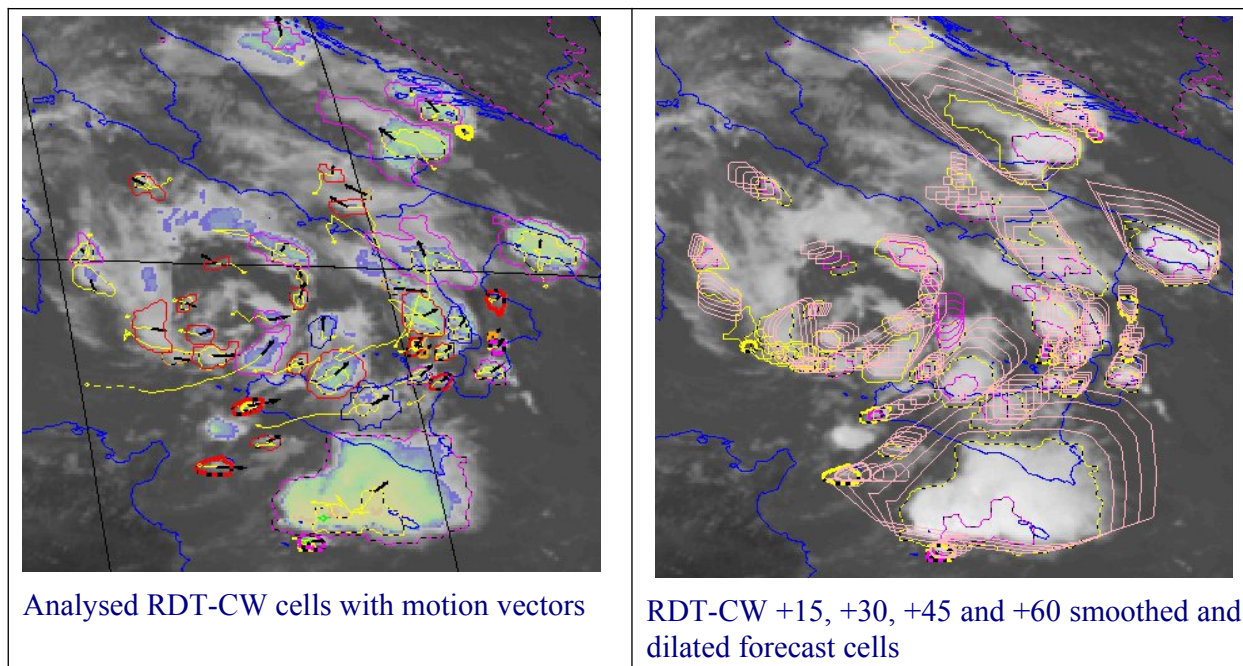 Analysed RDT-CW cells with motion vectors
RDT-CW +15, +30, +45 and +60 smoothed and
dilated forecast cells